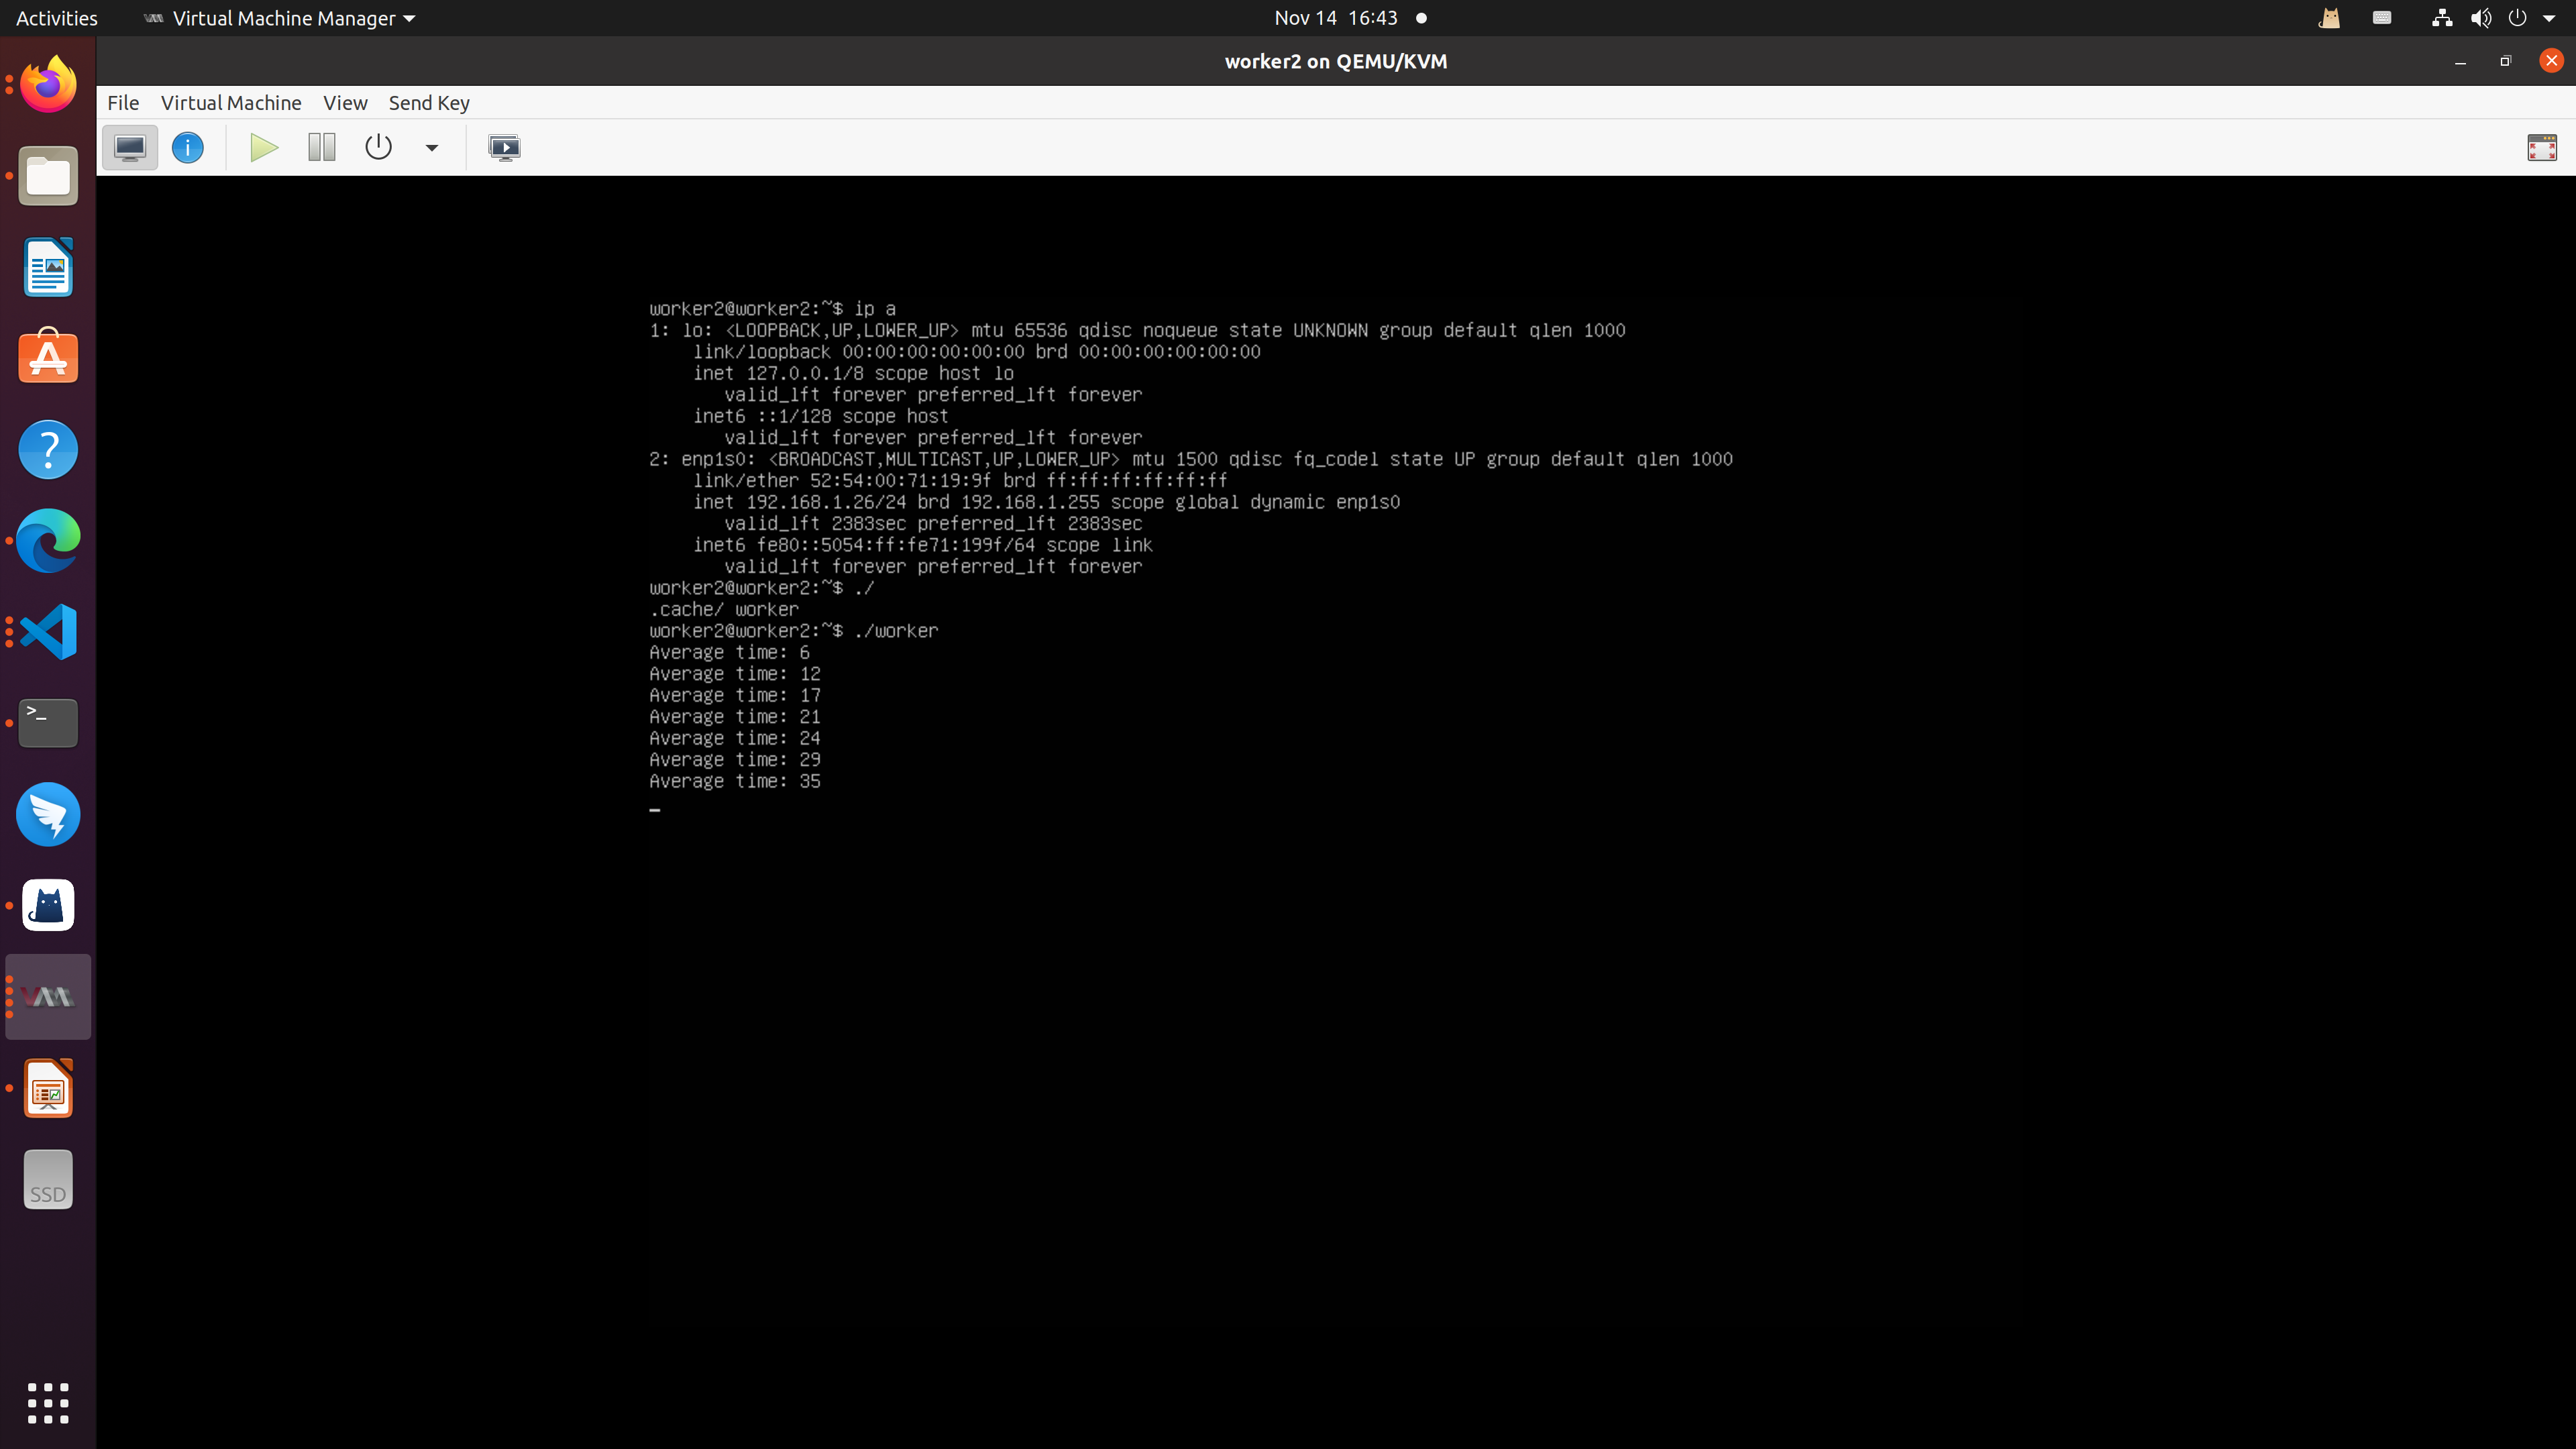 Activities
Virtual Machine Manager
Nov 14 16:43
worker2 on QEMU/KVM
File Virtual Machine View Send Key
worker2@worker2:~$ ip a
1: lo: <LOOPBACK,UP,LOWER_UP> mtu 65536 qdisc noqueue state UNKNOWN group default qlen 1000
    link/loopback 00:00:00:00:00:00 brd 00:00:00:00:00:00
    inet 127.0.0.1/8 scope host lo
       valid_lft forever preferred_lft forever
    inet6 ::1/128 scope host
       valid_lft forever preferred_lft forever
2: enp1s0: <BROADCAST,MULTICAST,UP,LOWER_UP> mtu 1500 qdisc fq_codel state UP group default qlen 1000
    link/ether 52:54:00:71:19:9f brd ff:ff:ff:ff:ff:ff
    inet 192.168.1.26/24 brd 192.168.1.255 scope global dynamic enp1s0
       valid_lft 2383sec preferred_lft 2383sec
    inet6 fe80::5054:ff:fe71:199f/64 scope link
       valid_lft forever preferred_lft forever
worker2@worker2:~$ ./
.cache/ worker
worker2@worker2:~$ ./worker
Average time: 6
Average time: 12
Average time: 17
Average time: 21
Average time: 24
Average time: 29
Average time: 35
SSD